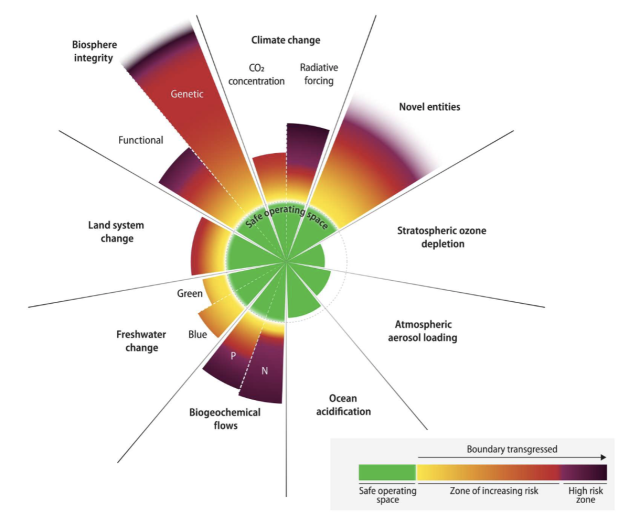 Climate change
CO₂
concentration
Radiative
forcing
Novel entities
Stratospheric ozone
depletion
Atmospheric
aerosol loading
Ocean
acidification
Biogeochemical
flows
P
N
Freshwater
change
Green
Blue
Land system
change
Biosphere
integrity
Genetic
Functional
Safe operating space
Boundary transgressed
Safe operating
space
Zone of increasing risk
High risk
zone